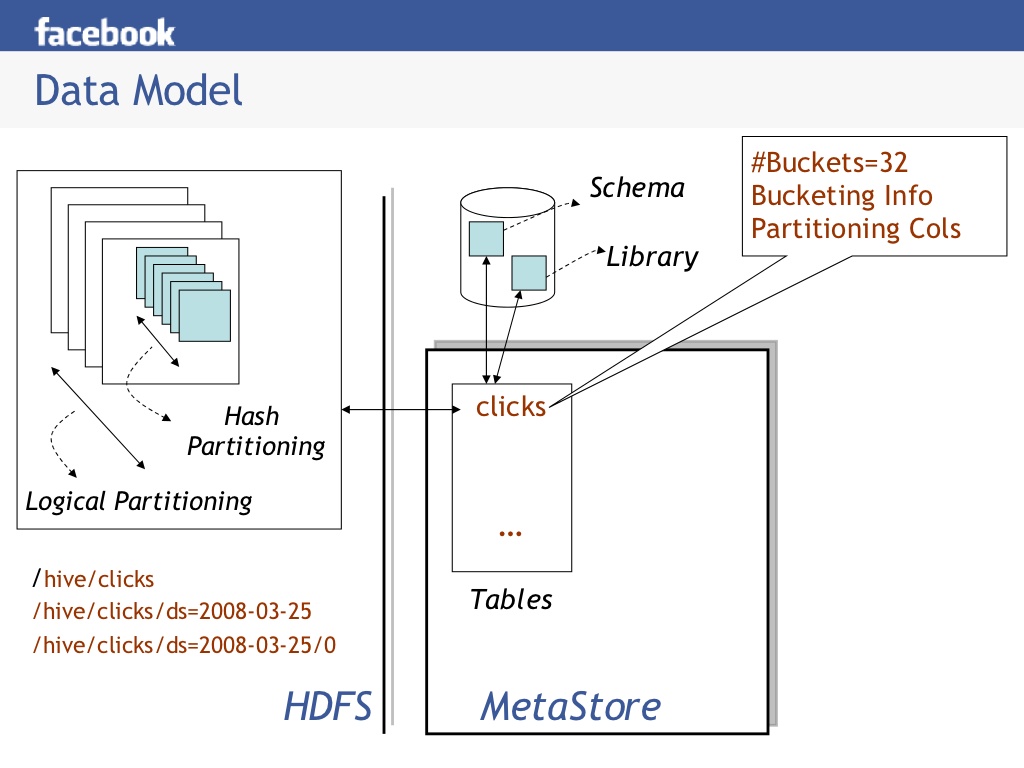 facebook
Data Model
#Buckets=32
Bucketing Info
Partitioning Cols
Schema
Library
clicks
Hash
Partitioning
Logical Partitioning
…
/hive/clicks
/hive/clicks/ds=2008-03-25
/hive/clicks/ds=2008-03-25/0
Tables
HDFS
MetaStore